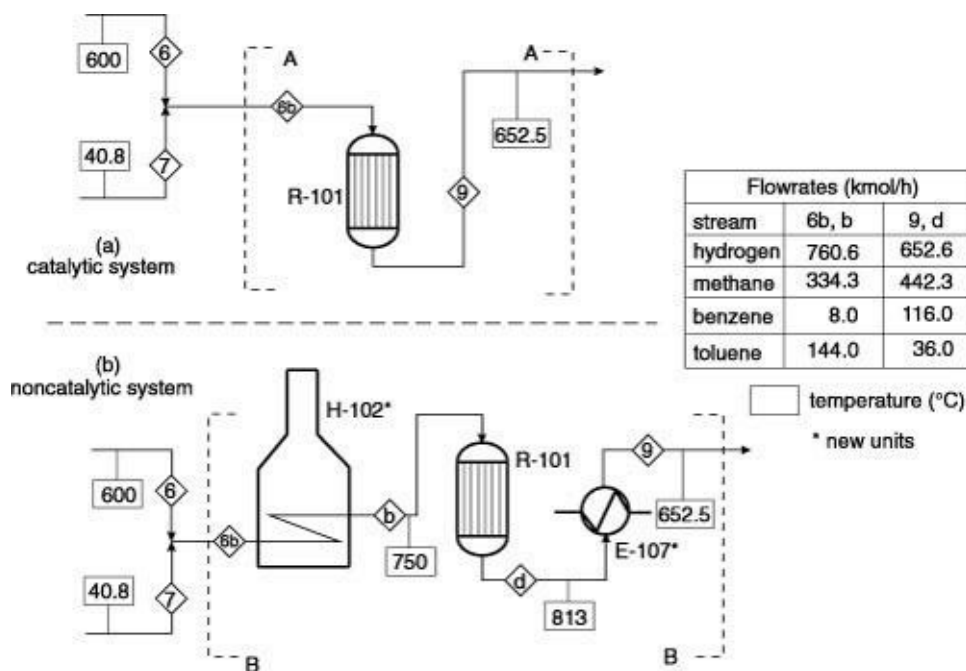 6
600
A
A
6b
652.5
40.8
7
R-101
9
(a)
catalytic system
Flowrates (kmol/h)
stream 6b, b 9, d
hydrogen 760.6 652.6
methane 334.3 442.3
benzene 8.0 116.0
toluene 144.0 36.0
temperature (°C)
* new units
(b)
noncatalytic system
H-102*
R-101
9
600
6
b
652.5
6b
750
E-107*
d
40.8
7
813
B
B